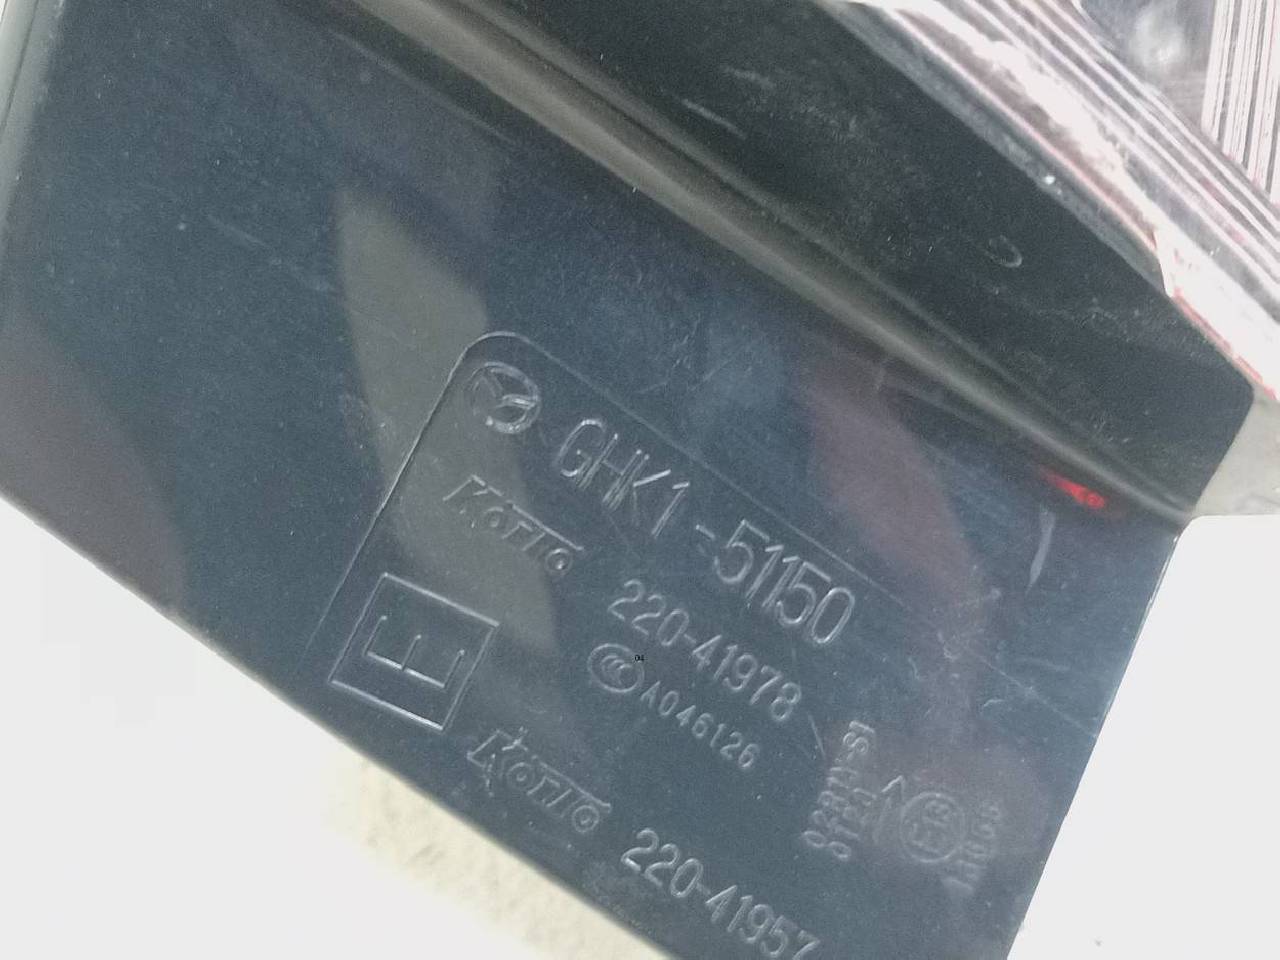 GHK1-51150
KOITO 220-41978
A046126
E
KOITO 220-41957